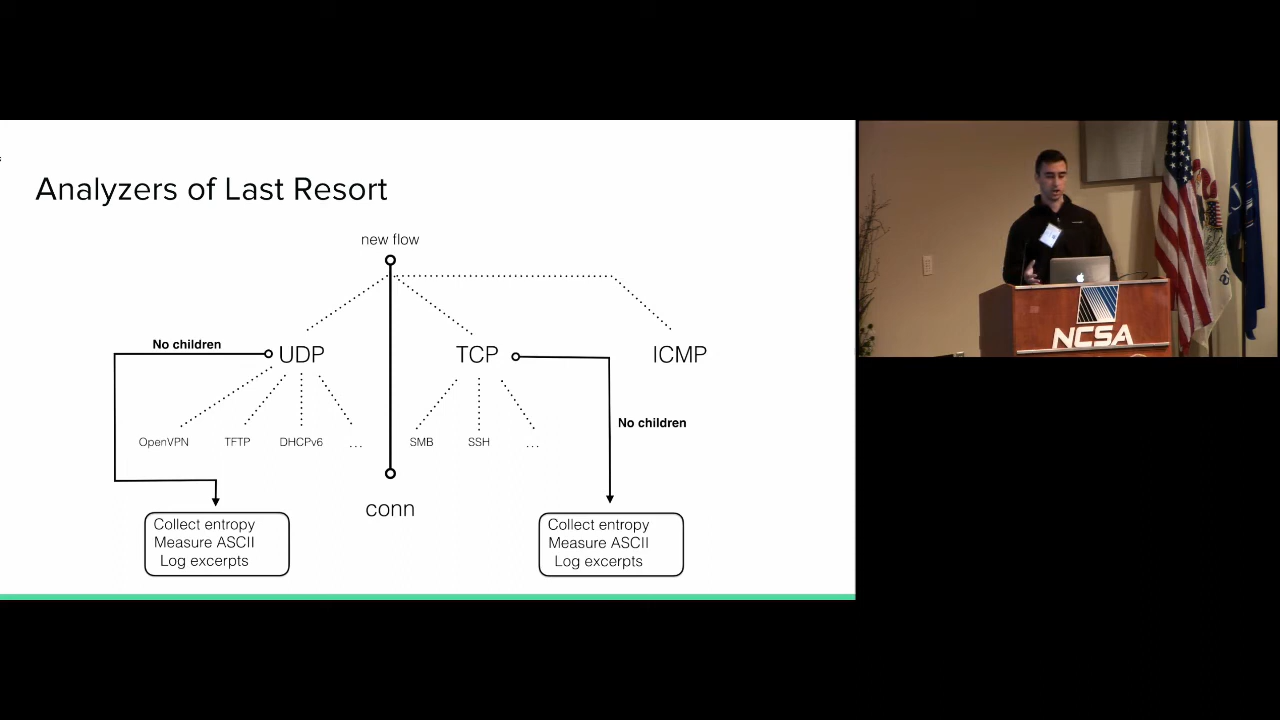 Analyzers of Last Resort
new flow
No children
UDP
TCP
ICMP
No children
OpenVPN
TFTP
DHCPv6
...
SMB
SSH
...
conn
Collect entropy
Measure ASCII
Log excerpts
Collect entropy
Measure ASCII
Log excerpts
NCSA